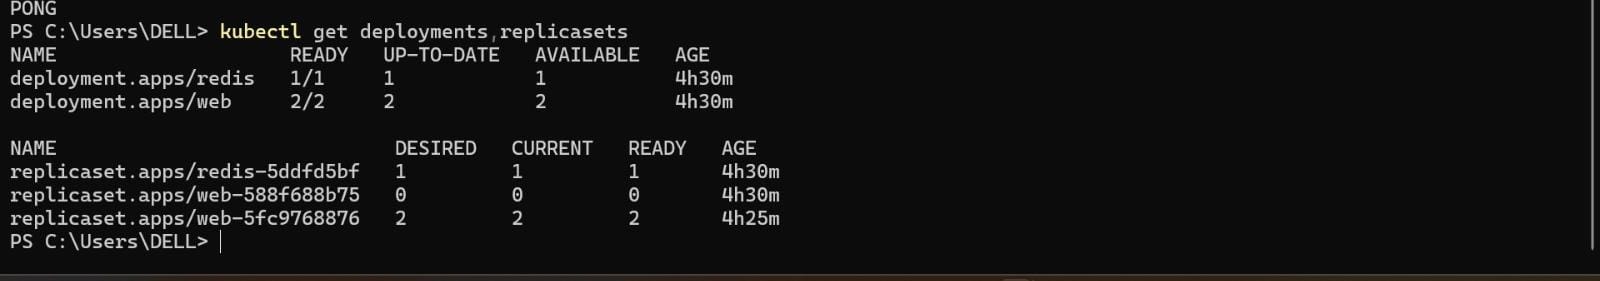 PONG
PS C:\Users\DELL> kubectl get deployments,replicasets
NAME                    READY   UP-TO-DATE   AVAILABLE   AGE
deployment.apps/redis   1/1     1            1           4h30m
deployment.apps/web     2/2     2            2           4h30m
NAME                             DESIRED   CURRENT   READY   AGE
replicaset.apps/redis-5ddfd5bf   1         1         1       4h30m
replicaset.apps/web-588f688b75   0         0         0       4h30m
replicaset.apps/web-5fc9768876   2         2         2       4h25m
PS C:\Users\DELL>